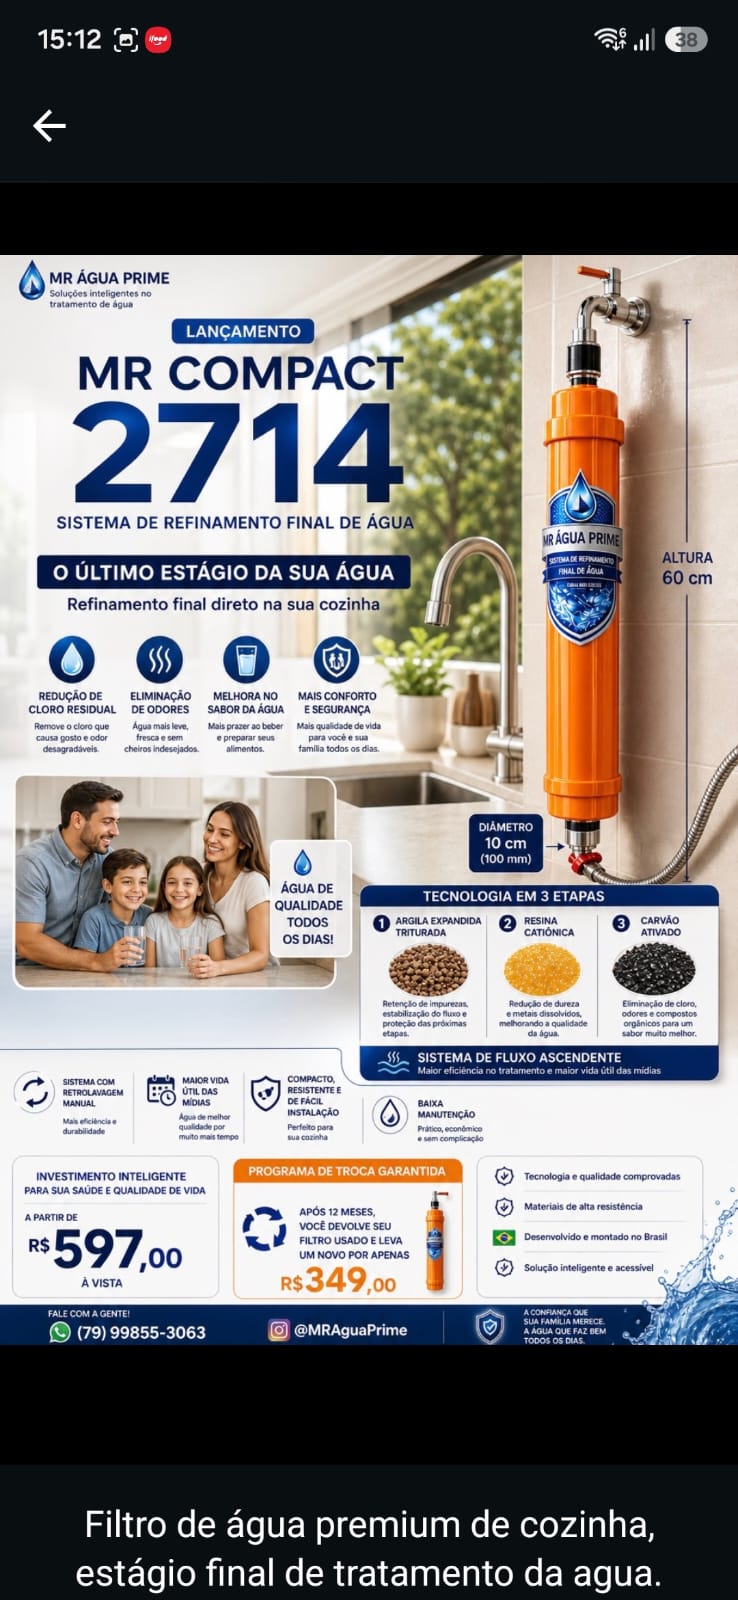 15:12
ifood
6
38
MR ÁGUA PRIME
Soluções inteligentes no
tratamento de água
LANÇAMENTO
MR COMPACT
2714
SISTEMA DE REFINAMENTO FINAL DE ÁGUA
O ÚLTIMO ESTÁGIO DA SUA ÁGUA
Refinamento final direto na sua cozinha
REDUÇÃO DE
CLORO RESIDUAL
Remove o cloro que
causa gosto e odor
desagradáveis.
ELIMINAÇÃO
DE ODORES
Água mais leve,
fresca e sem
cheiros indesejados.
MELHORA NO
SABOR DA ÁGUA
Mais prazer ao beber
e preparar seus
alimentos.
MAIS CONFORTO
E SEGURANÇA
Mais qualidade de vida
para você e sua
família todos os dias.
MR ÁGUA PRIME
SISTEMA DE REFINAMENTO
FINAL DE ÁGUA
ALTURA
60 cm
DIÂMETRO
10 cm
(100 mm)
ÁGUA DE
QUALIDADE
TODOS
OS DIAS!
TECNOLOGIA EM 3 ETAPAS
1 ARGILA EXPANDIDA
TRITURADA
Retenção de impurezas,
estabilização do fluxo e
proteção das próximas
etapas.
2 RESINA
CATIÔNICA
Redução de dureza
e metais dissolvidos,
melhorando a qualidade
da água.
3 CARVÃO
ATIVADO
Eliminação de cloro,
odores e compostos
orgânicos para um
sabor muito melhor.
SISTEMA DE FLUXO ASCENDENTE
Maior eficiência no tratamento e maior vida útil das mídias
SISTEMA COM
RETROLAVAGEM
MANUAL
Mais eficiência e
durabilidade
MAIOR VIDA
ÚTIL DAS
MÍDIAS
Água de melhor
qualidade por
muito mais tempo
COMPACTO,
RESISTENTE E
DE FÁCIL
INSTALAÇÃO
Perfeito para
sua cozinha
BAIXA
MANUTENÇÃO
Prático, econômico
e sem complicação
INVESTIMENTO INTELIGENTE
PARA SUA SAÚDE E QUALIDADE DE VIDA
A PARTIR DE
R$ 597,00
À VISTA
PROGRAMA DE TROCA GARANTIDA
APÓS 12 MESES,
VOCÊ DEVOLVE SEU
FILTRO USADO E LEVA
UM NOVO POR APENAS
R$ 349,00
Tecnologia e qualidade comprovadas
Materiais de alta resistência
Desenvolvido e montado no Brasil
Solução inteligente e acessível
FALE COM A GENTE!
(79) 99855-3063
@MRAguaPrime
A CONFIANÇA QUE
SUA FAMÍLIA MERECE.
A ÁGUA QUE FAZ BEM
TODOS OS DIAS.
Filtro de água premium de cozinha,
estágio final de tratamento da agua.